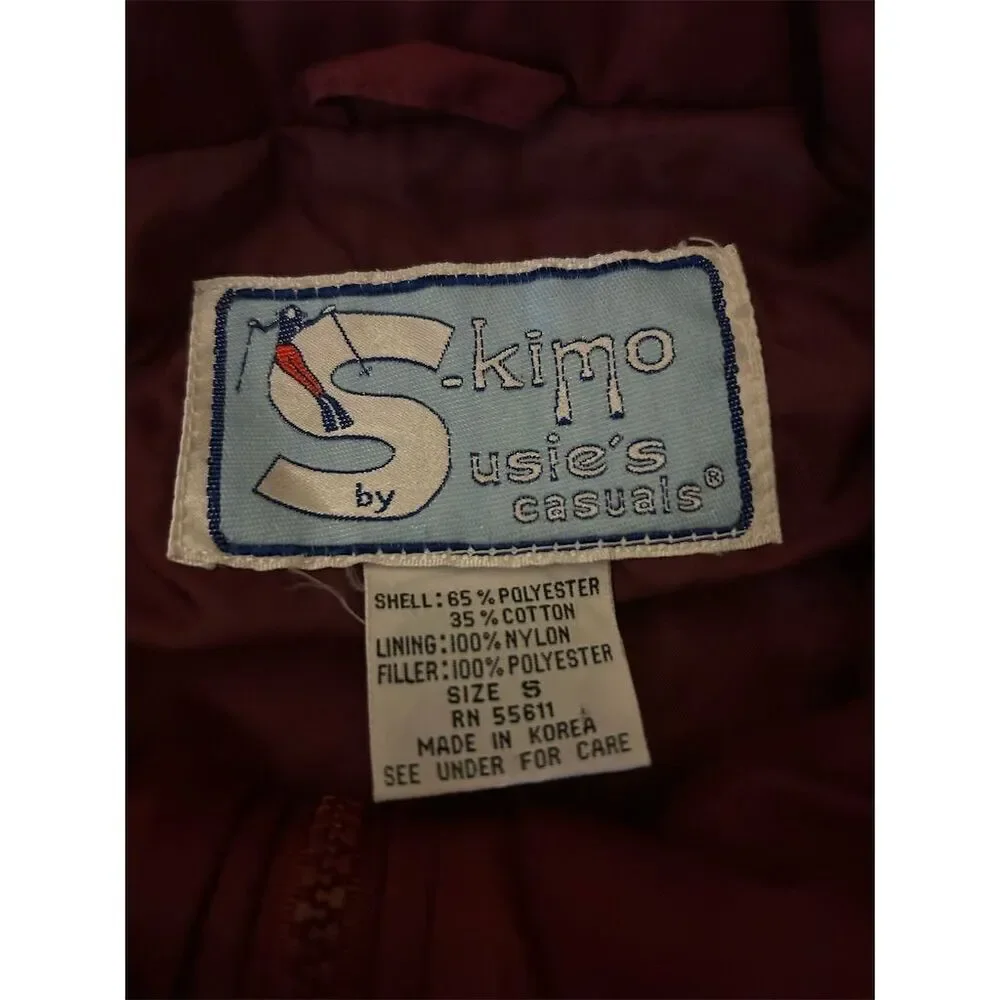 S-kimo
by Susie's
casuals®
SHELL: 65% POLYESTER
35% COTTON
LINING: 100% NYLON
FILLER: 100% POLYESTER
SIZE S
RN 55611
MADE IN KOREA
SEE UNDER FOR CARE